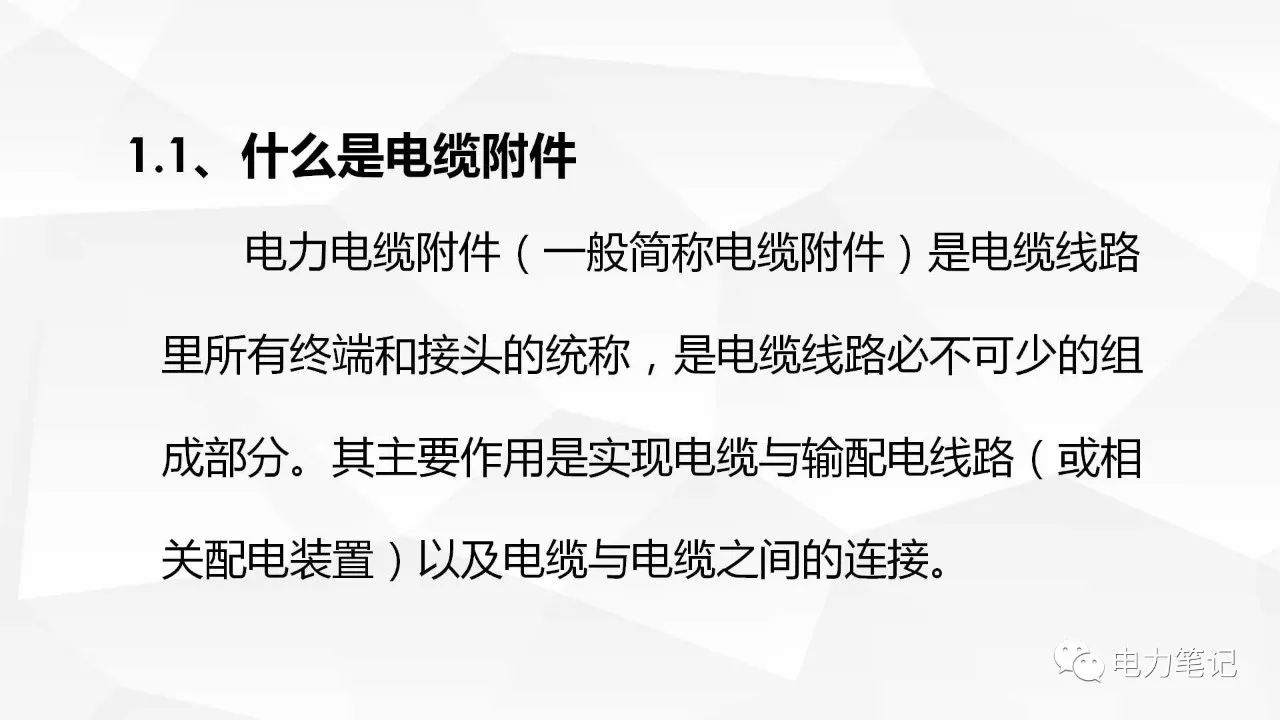 1.1、什么是电缆附件
电力电缆附件（一般简称电缆附件）是电缆线路
里所有终端和接头的统称，是电缆线路必不可少的组
成部分。其主要作用是实现电缆与输配电线路（或相
关配电装置）以及电缆与电缆之间的连接。
电力笔记